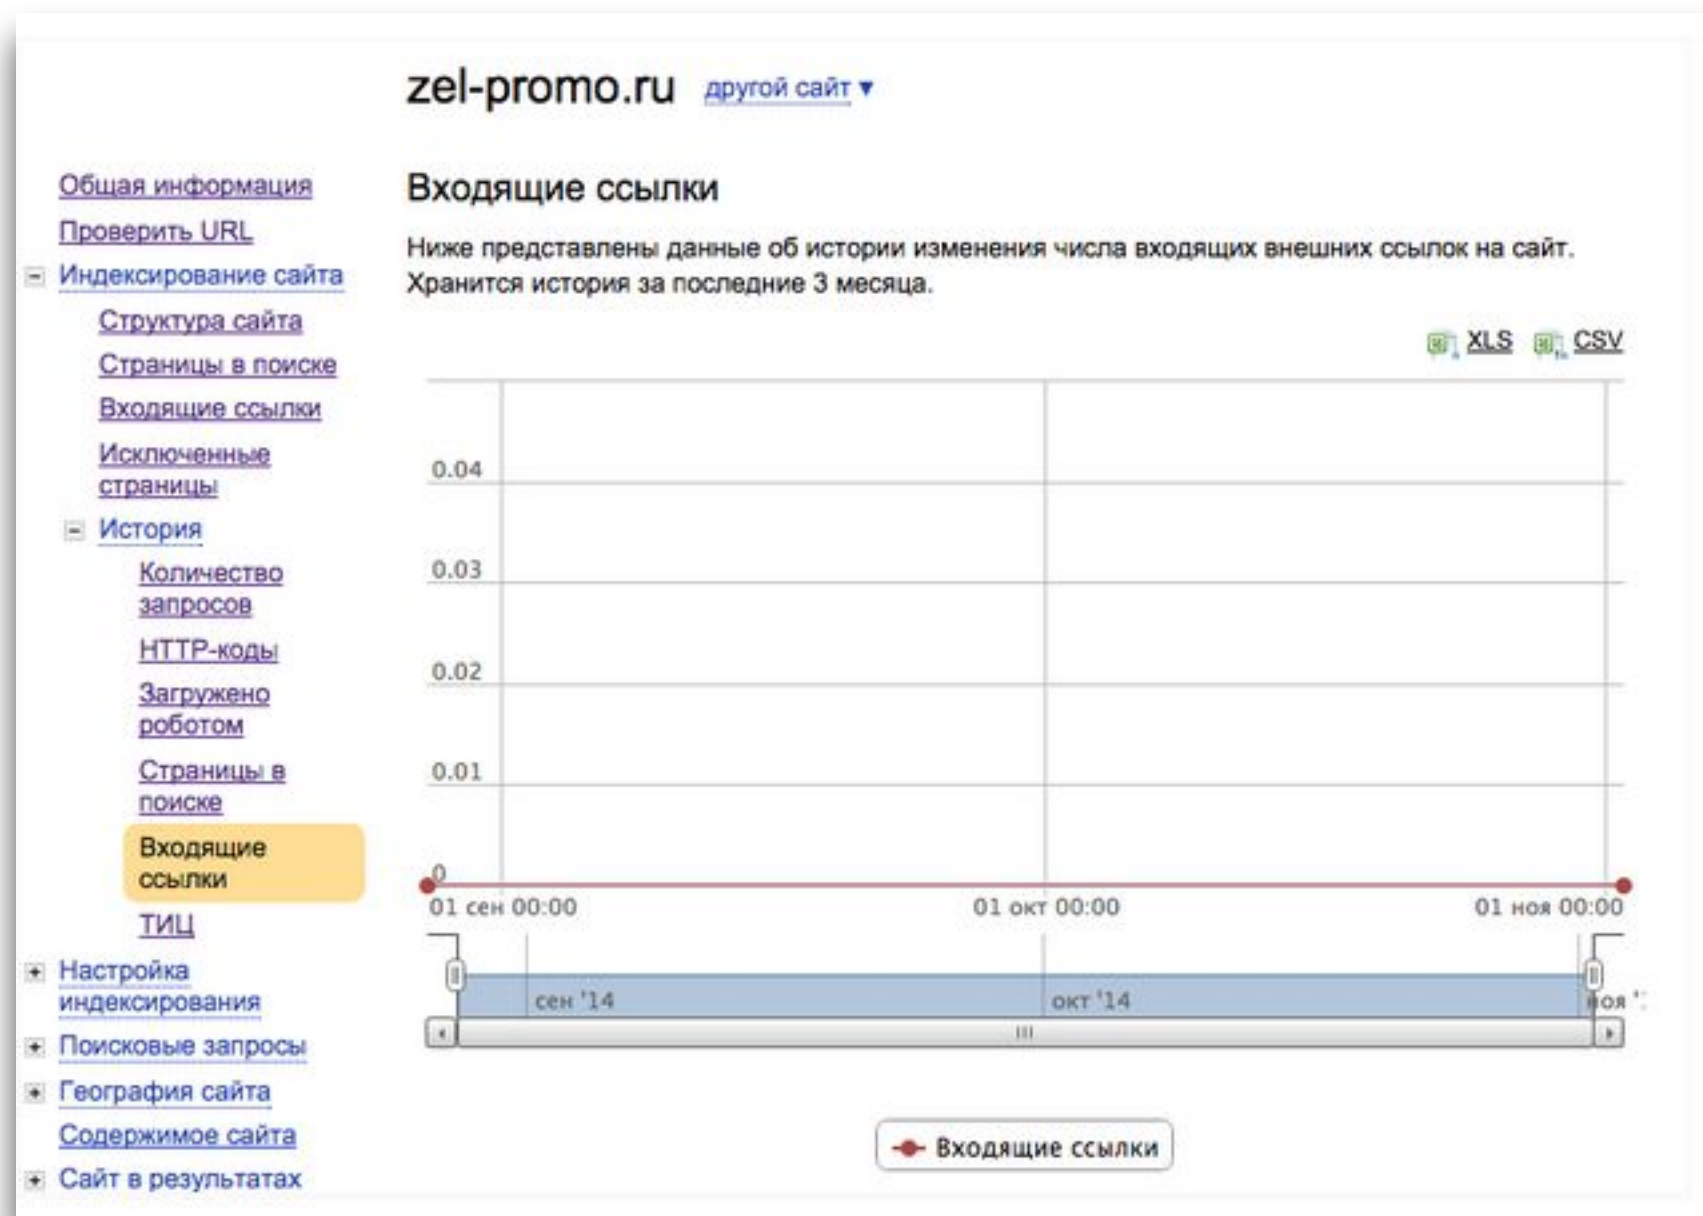 zel-promo.ru другой сайт ▼
Общая информация
Проверить URL
Индексирование сайта
Структура сайта
Страницы в поиске
Входящие ссылки
Исключенные
страницы
История
Количество
запросов
HTTP-коды
Загружено
роботом
Страницы в
поиске
Входящие
ссылки
ТИЦ
Настройка
индексирования
Поисковые запросы
География сайта
Содержимое сайта
Сайт в результатах
Входящие ссылки
Ниже представлены данные об истории изменения числа входящих внешних ссылок на сайт.
Хранится история за последние 3 месяца.
XLS CSV
0.04
0.03
0.02
0.01
0
01 сен 00:00 01 окт 00:00 01 ноя 00:00
сен '14 окт '14 ноя '
Входящие ссылки